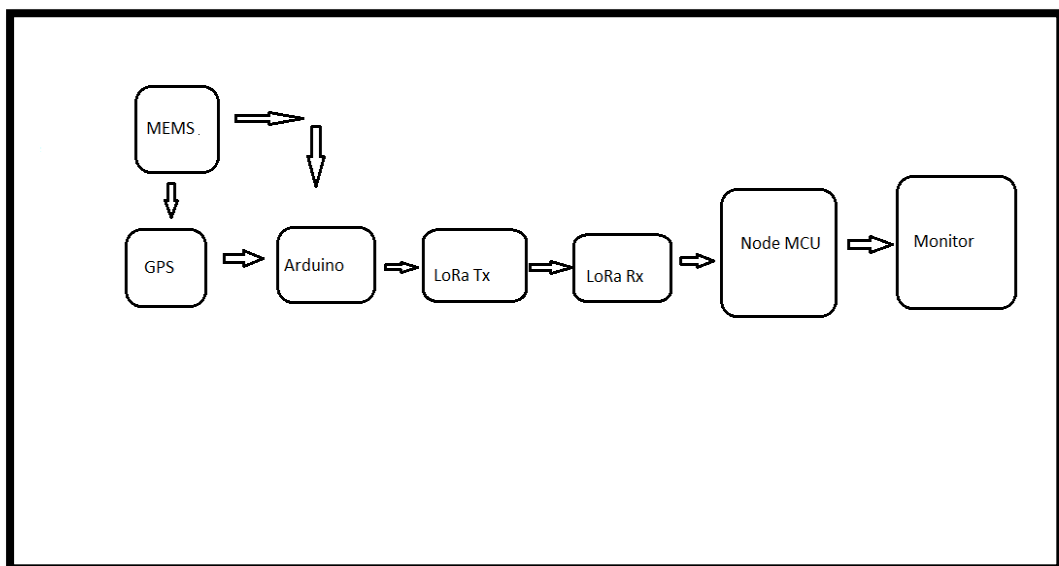 MEMS.
GPS
Arduino
LoRa Tx
LoRa Rx
Node MCU
Monitor